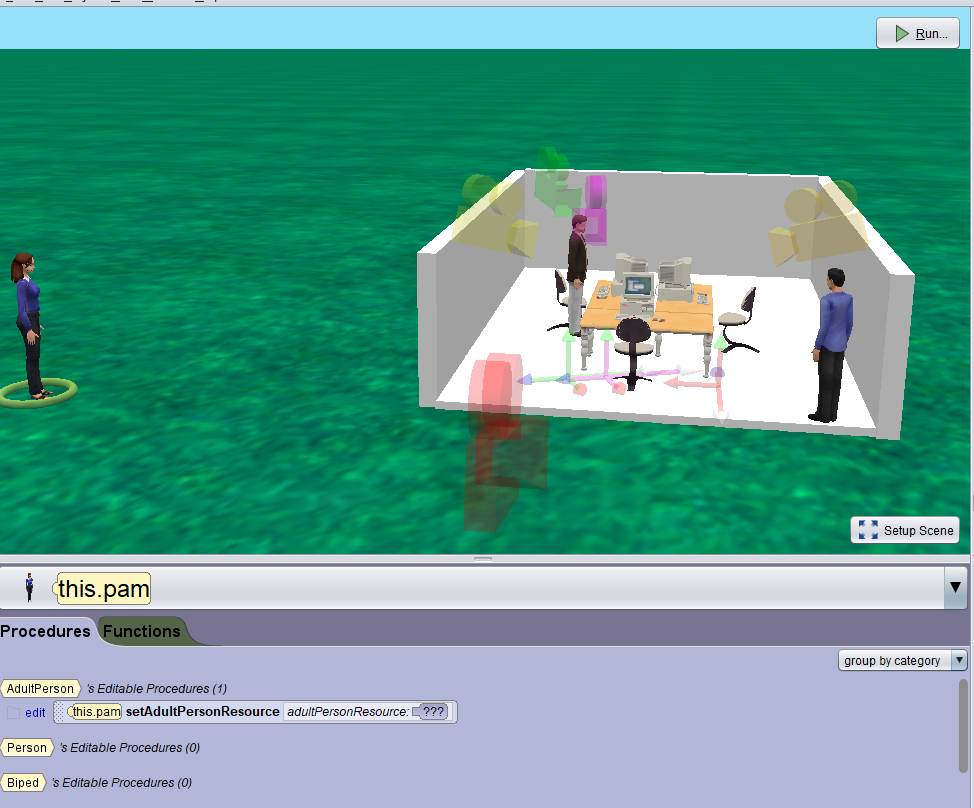 Run...
Setup Scene
this.pam
Procedures Functions
group by category
AdultPerson 's Editable Procedures (1)
edit this.pam setAdultPersonResource adultPersonResource: ???
Person 's Editable Procedures (0)
Biped 's Editable Procedures (0)